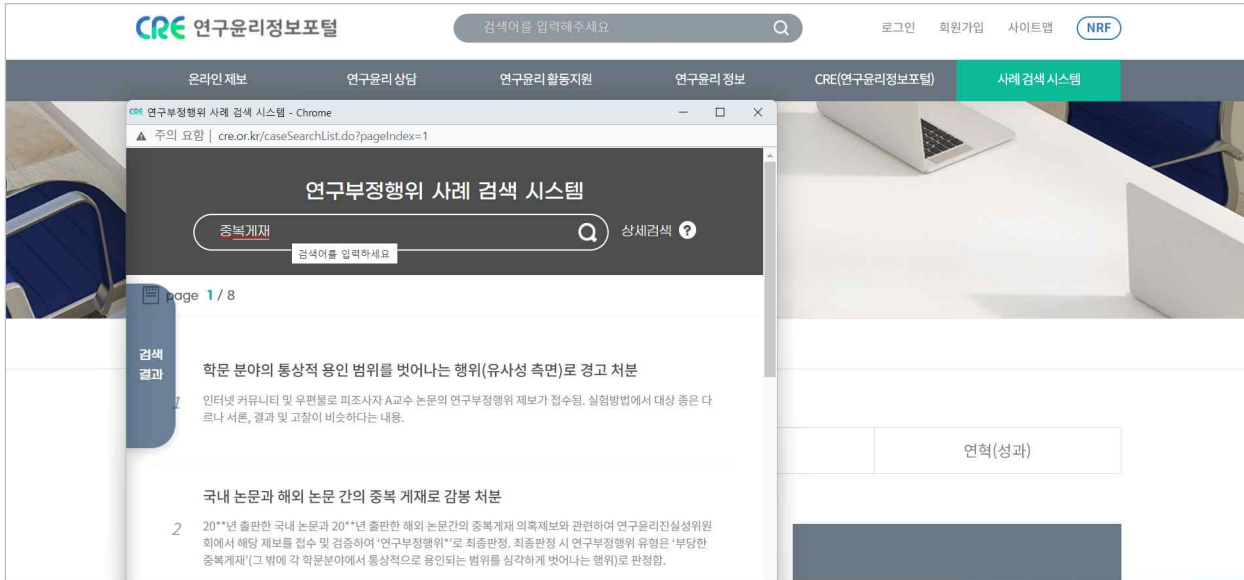 CRE 연구윤리정보포털
검색어를 입력해주세요
로그인 회원가입 사이트맵 NRF
온라인 제보 연구윤리 상담 연구윤리 활동지원 연구윤리 정보 CRE(연구윤리정보포털) 사례 검색 시스템
CRE 연구부정행위 사례 검색 시스템 - Chrome
주의 요함 | cre.or.kr/caseSearchList.do?pageIndex=1
연구부정행위 사례 검색 시스템
중복게재
상세검색 ?
검색어를 입력하세요
page 1 / 8
검색
결과
학문 분야의 통상적 용인 범위를 벗어나는 행위(유사성 측면)로 경고 처분
1 인터넷 커뮤니티 및 우편물로 피조사자 A교수 논문의 연구부정행위 제보가 접수됨. 실험방법에서 대상 종은 다
르나 서론, 결과 및 고찰이 비슷하다는 내용.
연혁(성과)
국내 논문과 해외 논문 간의 중복 게재로 감봉 처분
2 20**년 출판한 국내 논문과 20**년 출판한 해외 논문간의 중복게재 의혹제보와 관련하여 연구윤리진실성위원
회에서 해당 제보를 접수 및 검증하여 '연구부정행위*'로 최종판정. 최종판정 시 연구부정행위 유형은 '부당한
중복게재'(그 밖에 각 학문분야에서 통상적으로 용인되는 범위를 심각하게 벗어나는 행위)로 판정함.